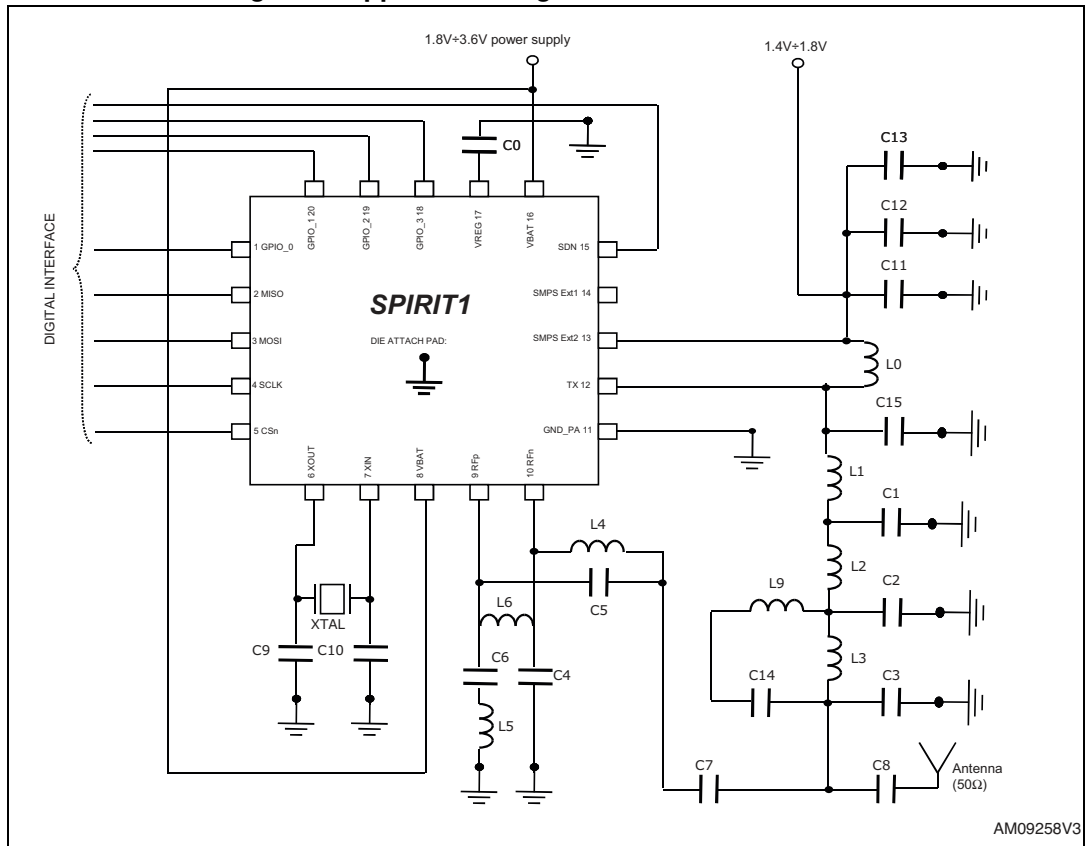 1.8V÷3.6V power supply
1.4V÷1.8V
C0
C13
C12
C11
DIGITAL INTERFACE
GPIO_1 20
GPIO_2 19
GPIO_3 18
VREG 17
VBAT 16
1 GPIO_0
SDN 15
2 MISO
SMPS Ext1 14
SPIRIT1
3 MOSI
DIE ATTACH PAD:
SMPS Ext2 13
L0
4 SCLK
TX 12
C15
5 CSn
GND_PA 11
6 XOUT
7 XIN
8 VBAT
9 RFp
10 RFn
L1
C1
L4
L2
C2
L9
C5
L6
XTAL
C9
C10
C6
C4
L3
C14
C3
L5
C7
C8
Antenna
(50Ω)
AM09258V3